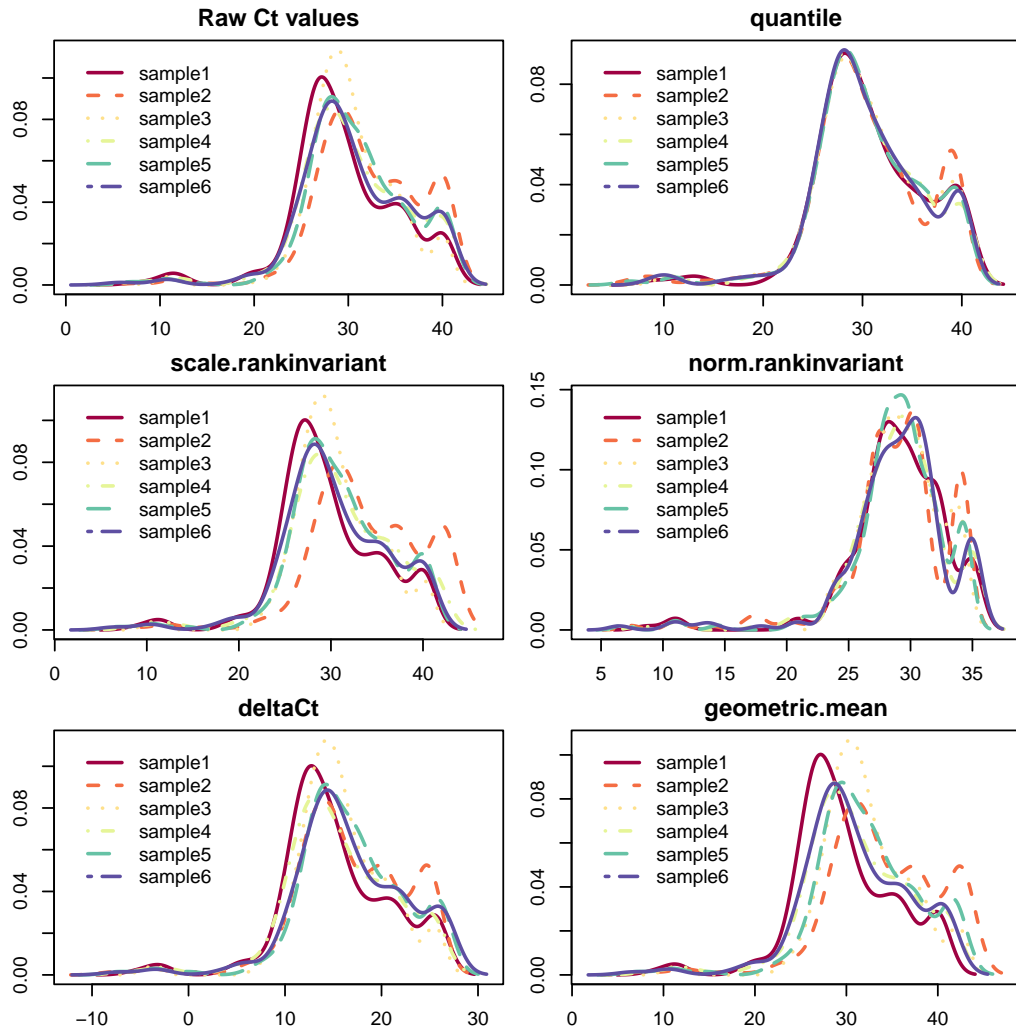 Raw Ct values
0.00 0.04 0.08
sample1
sample2
sample3
sample4
sample5
sample6
0 10 20 30 40
quantile
0.00 0.04 0.08
sample1
sample2
sample3
sample4
sample5
sample6
10 20 30 40
scale.rankinvariant
0.00 0.04 0.08
sample1
sample2
sample3
sample4
sample5
sample6
0 10 20 30 40
norm.rankinvariant
0.00 0.05 0.10 0.15
sample1
sample2
sample3
sample4
sample5
sample6
5 10 15 20 25 30 35
deltaCt
0.00 0.04 0.08
sample1
sample2
sample3
sample4
sample5
sample6
−10 0 10 20 30
geometric.mean
0.00 0.04 0.08
sample1
sample2
sample3
sample4
sample5
sample6
0 10 20 30 40